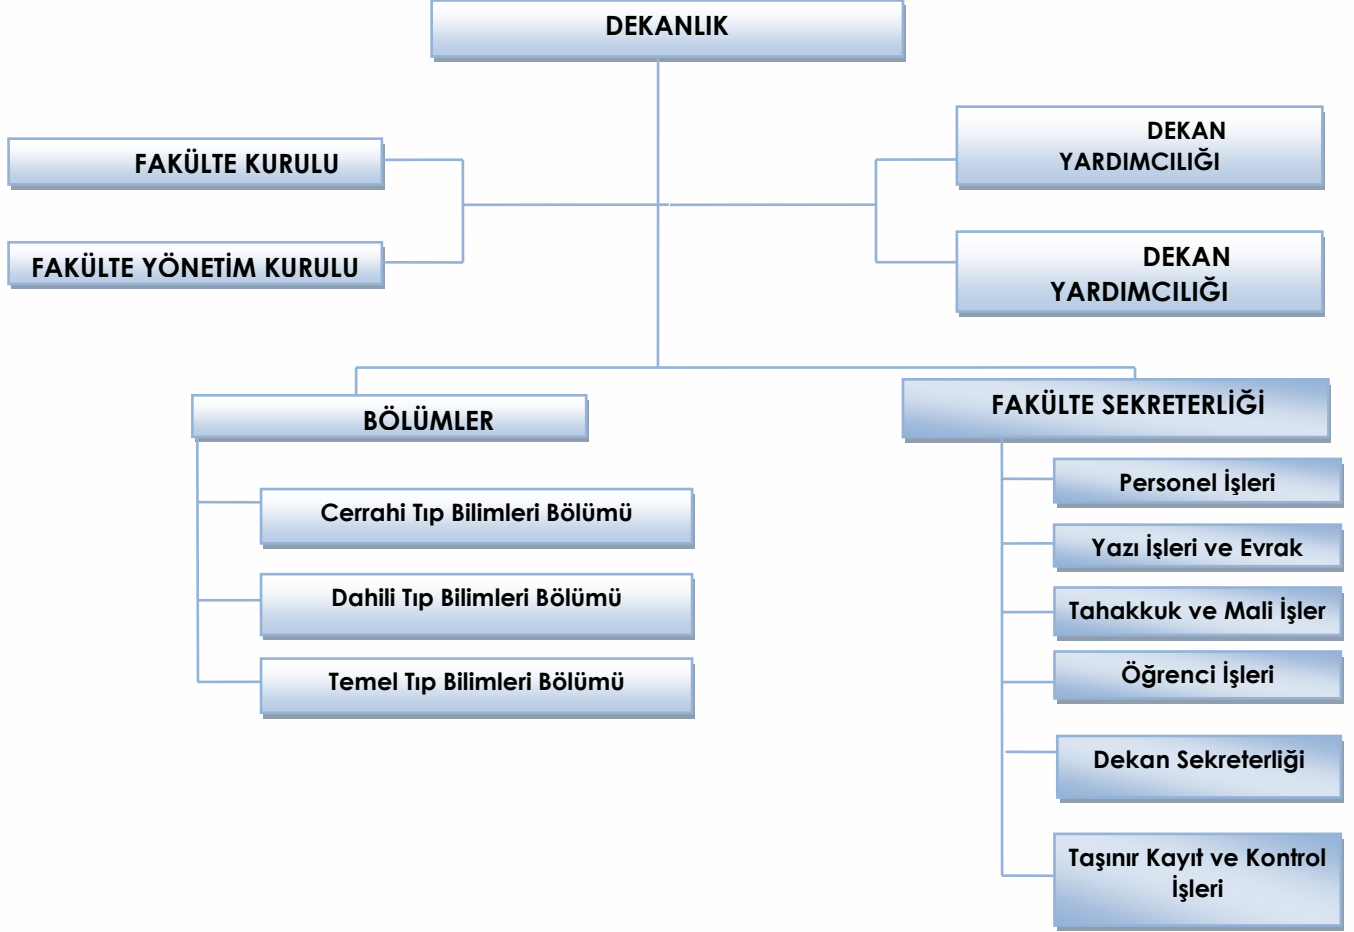 DEKANLIK
FAKÜLTE KURULU
FAKÜLTE YÖNETİM KURULU
DEKAN
YARDIMCILIĞI
DEKAN
YARDIMCILIĞI
BÖLÜMLER
Cerrahi Tıp Bilimleri Bölümü
Dahili Tıp Bilimleri Bölümü
Temel Tıp Bilimleri Bölümü
FAKÜLTE SEKRETERLİĞİ
Personel İşleri
Yazı İşleri ve Evrak
Tahakkuk ve Mali İşler
Öğrenci İşleri
Dekan Sekreterliği
Taşınır Kayıt ve Kontrol
İşleri